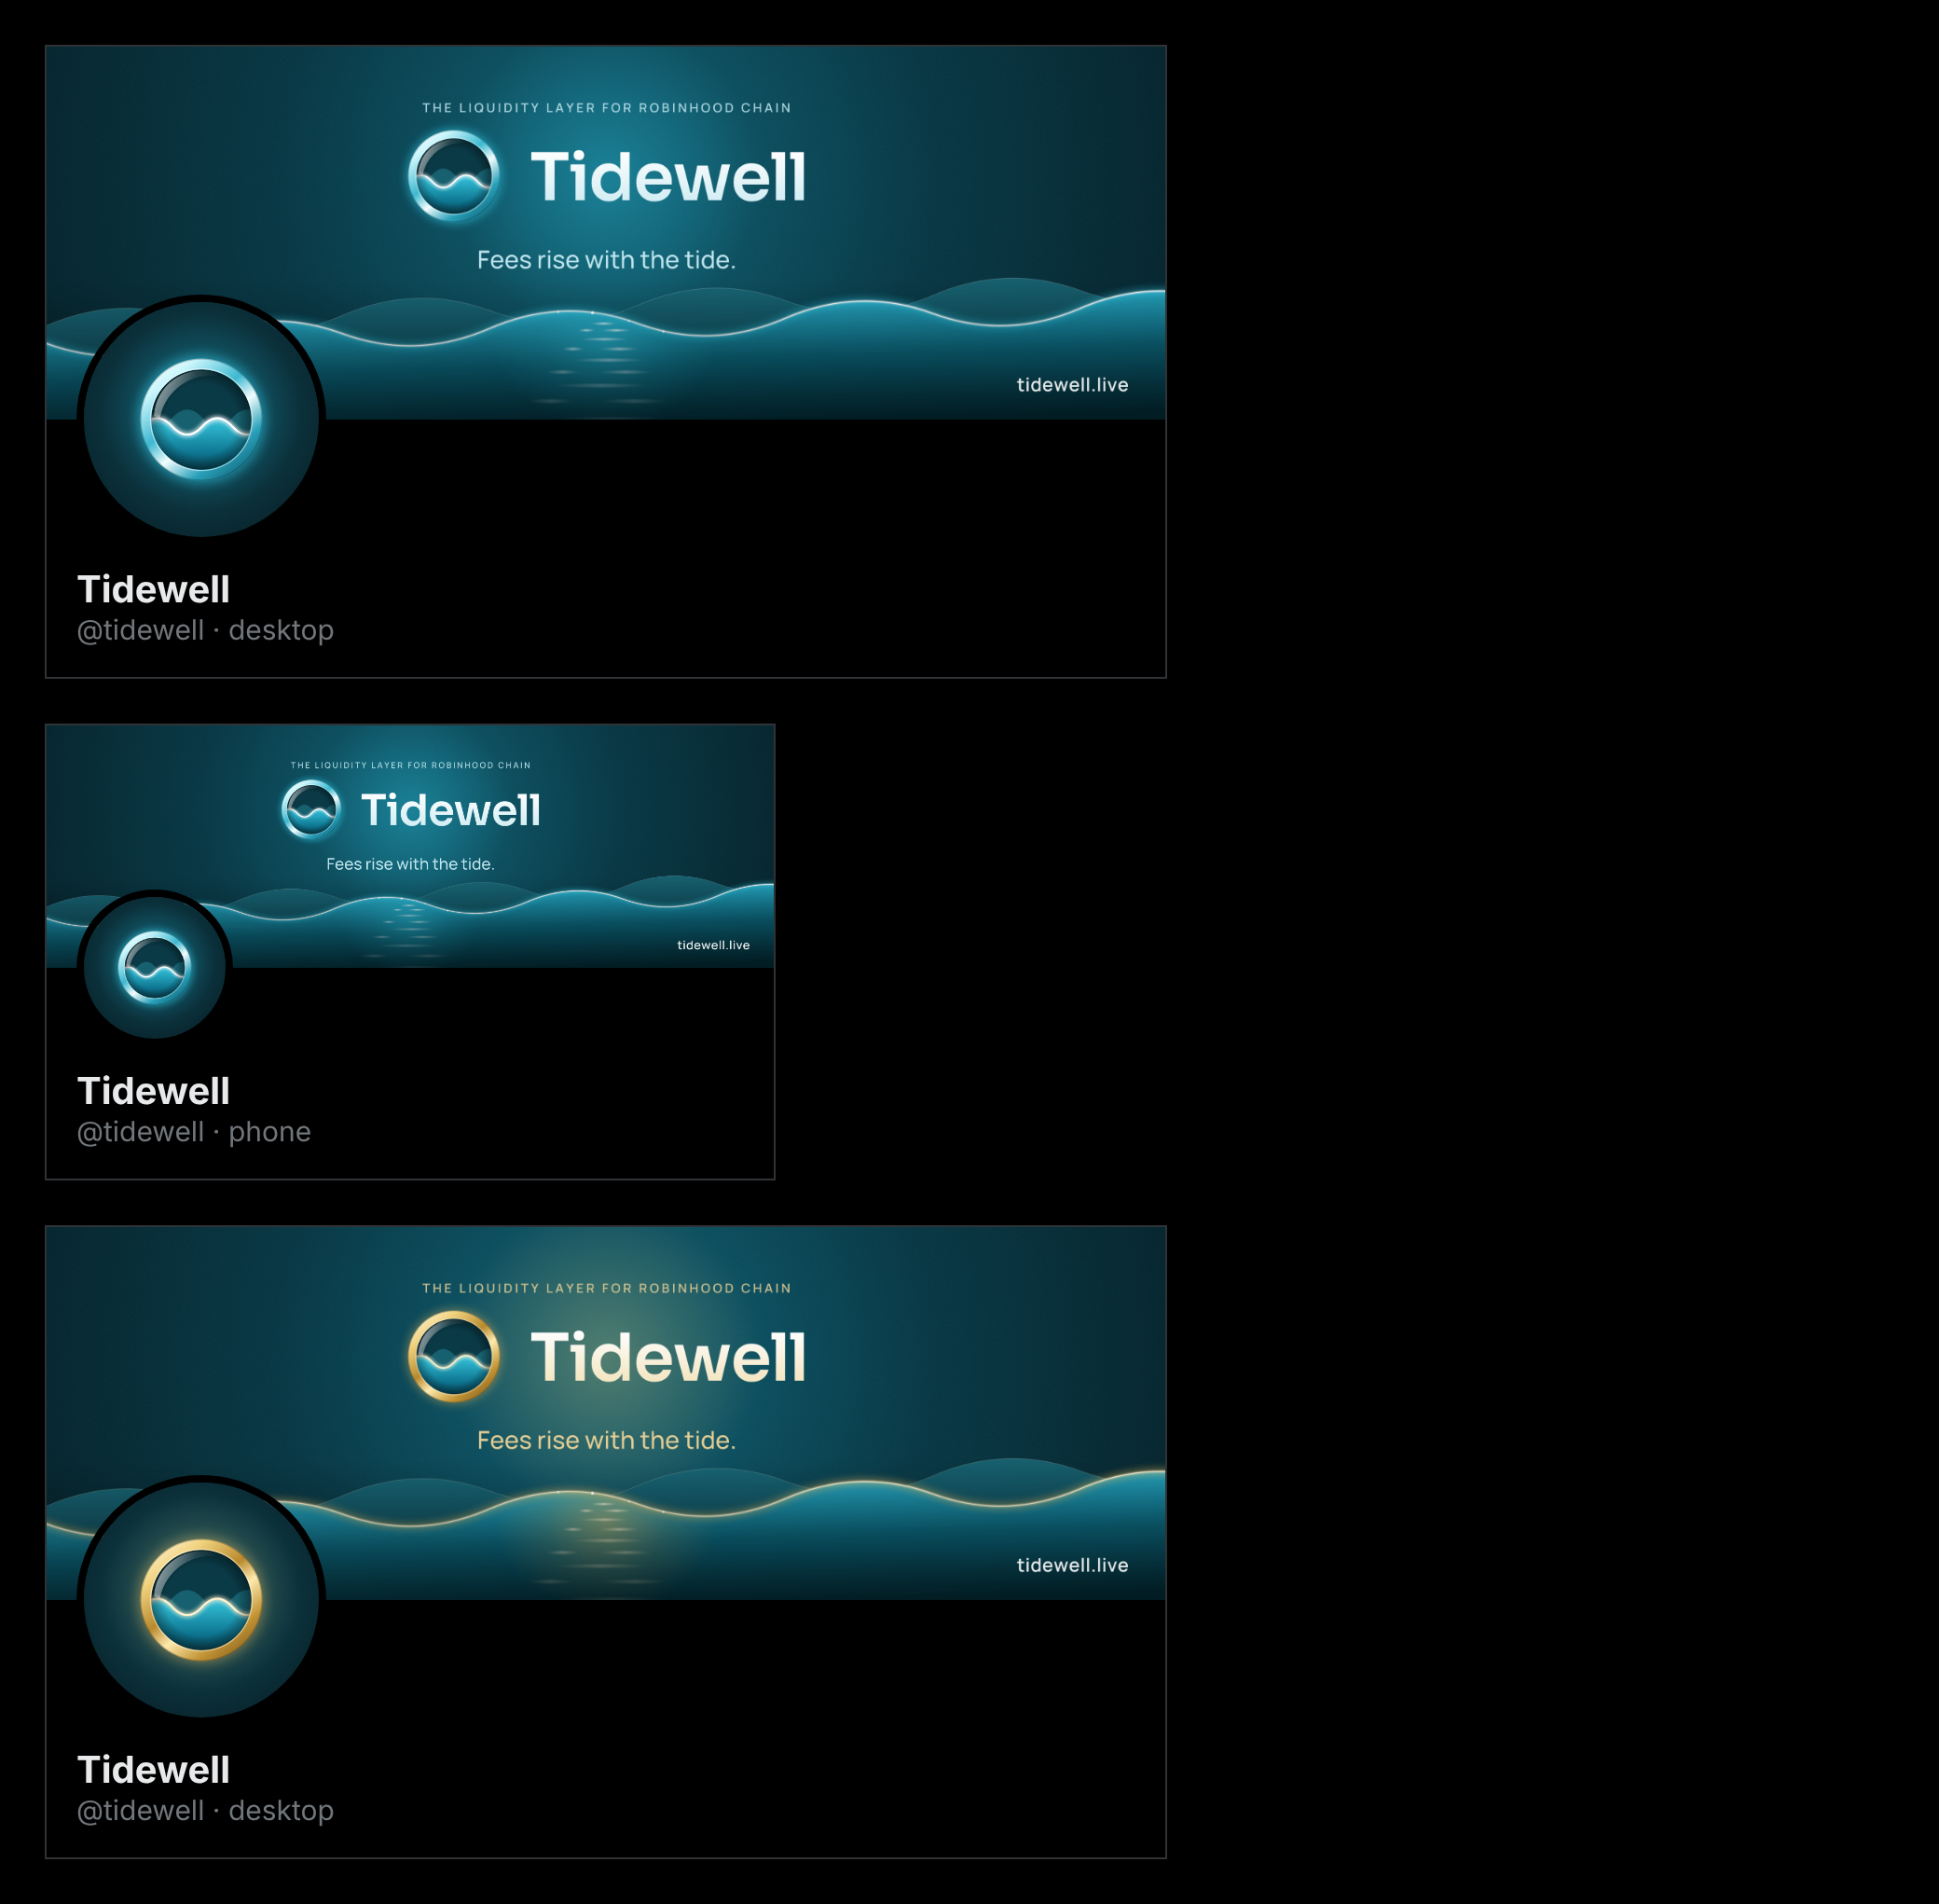 THE LIQUIDITY LAYER FOR ROBINHOOD CHAIN
Tidewell
Fees rise with the tide.
tidewell.live
Tidewell
@tidewell · desktop
THE LIQUIDITY LAYER FOR ROBINHOOD CHAIN
Tidewell
Fees rise with the tide.
tidewell.live
Tidewell
@tidewell · phone
THE LIQUIDITY LAYER FOR ROBINHOOD CHAIN
Tidewell
Fees rise with the tide.
tidewell.live
Tidewell
@tidewell · desktop